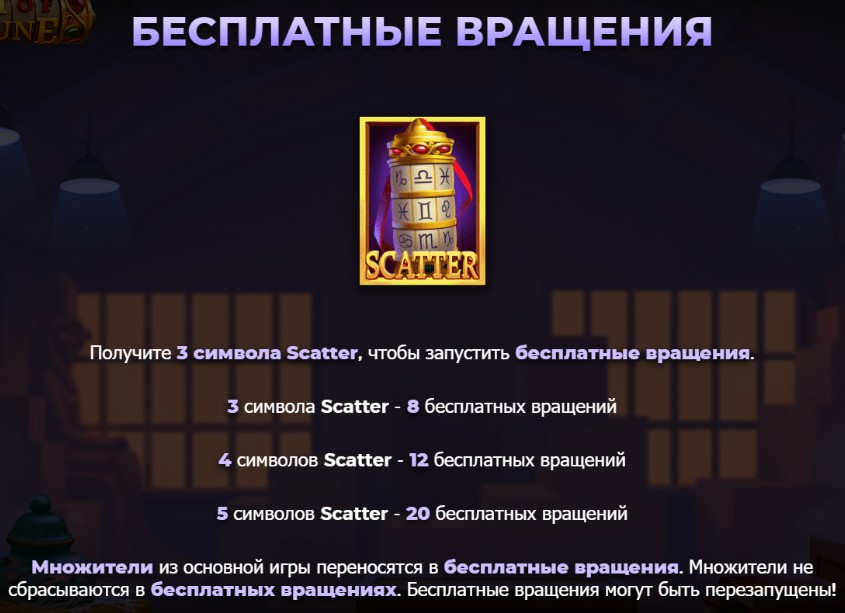 OF
UNE
БЕСПЛАТНЫЕ ВРАЩЕНИЯ
SCATTER
Получите 3 символа Scatter, чтобы запустить бесплатные вращения.
3 символа Scatter - 8 бесплатных вращений
4 символов Scatter - 12 бесплатных вращений
5 символов Scatter - 20 бесплатных вращений
Множители из основной игры переносятся в бесплатные вращения. Множители не
сбрасываются в бесплатных вращениях. Бесплатные вращения могут быть перезапущены!